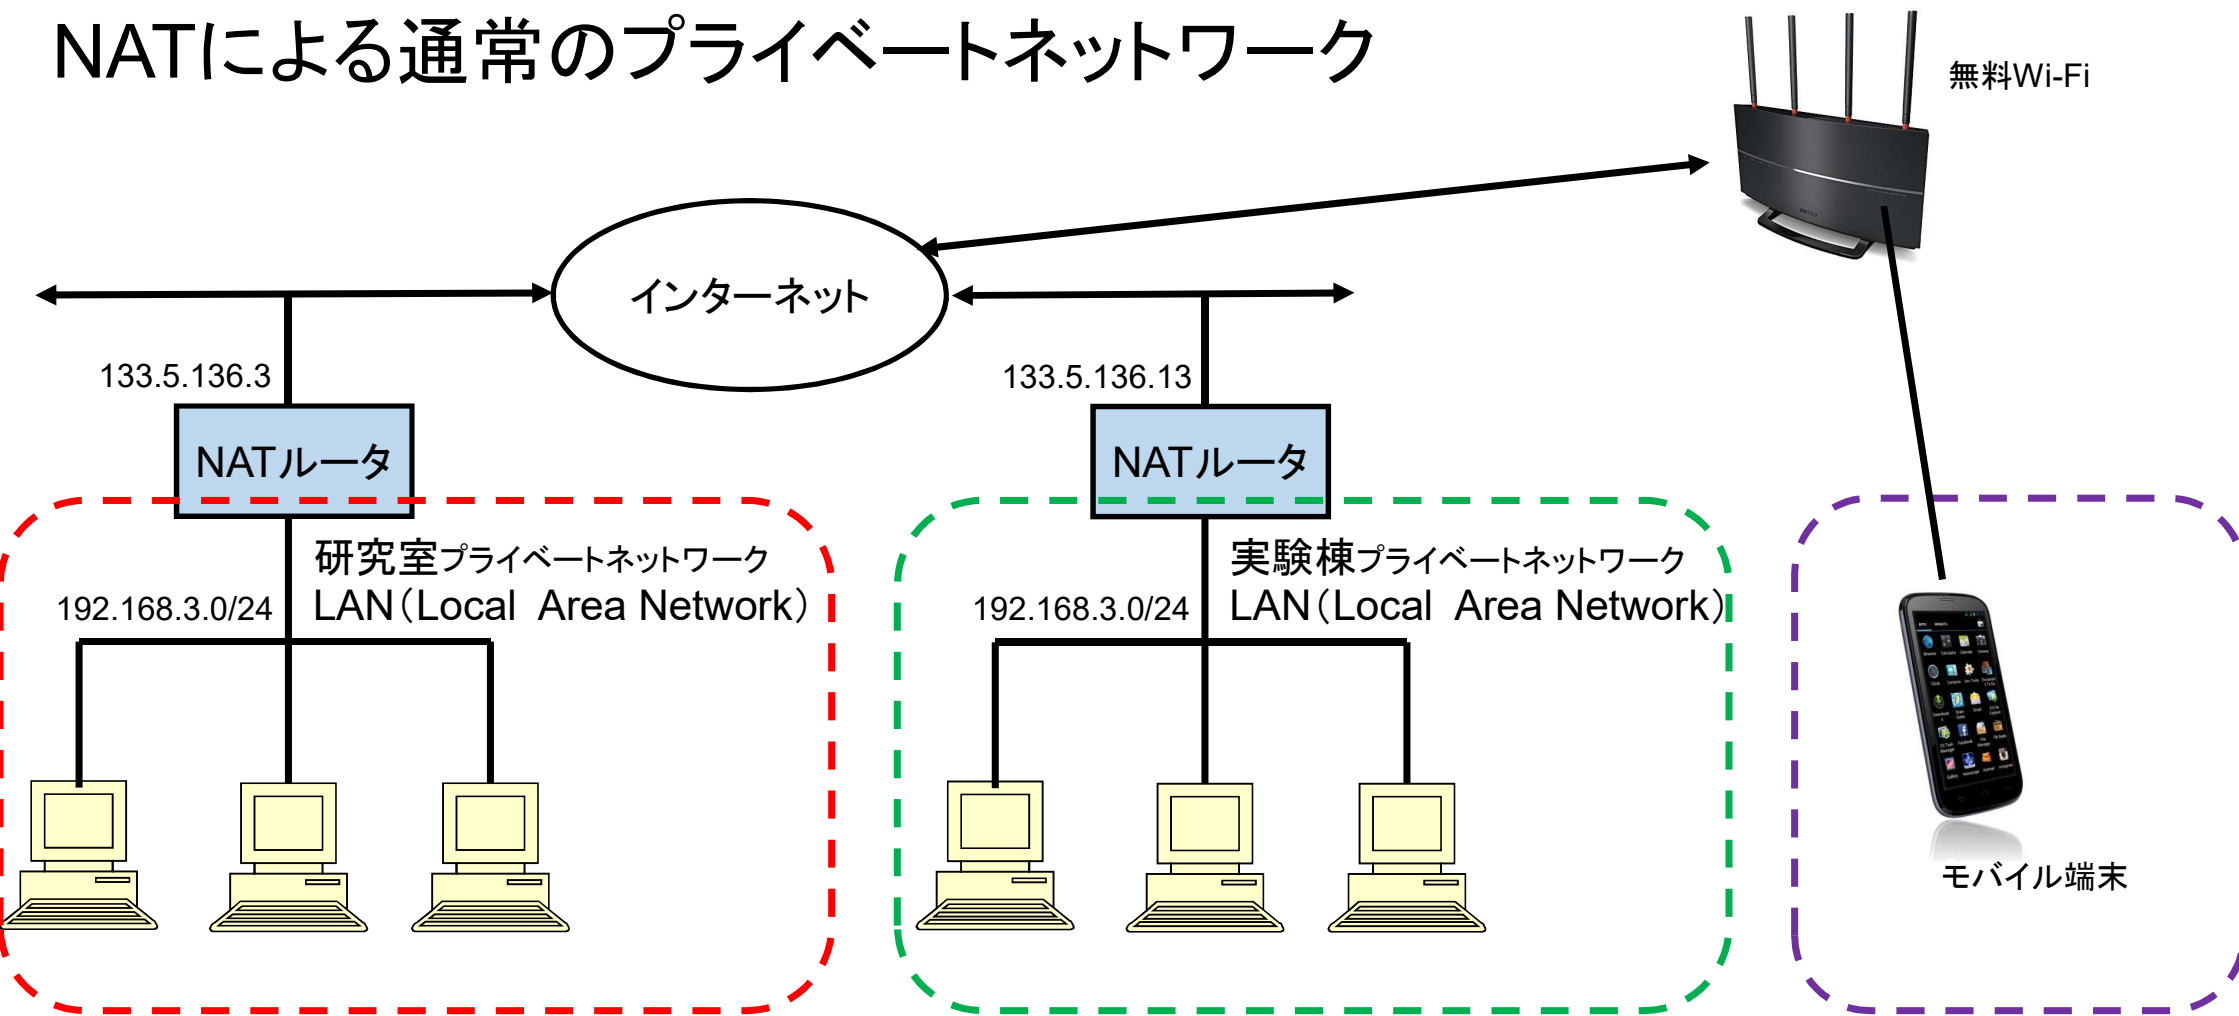 NATによる通常のプライベートネットワーク
無料Wi-Fi
インターネット
133.5.136.3
133.5.136.13
NATルータ
NATルータ
研究室プライベートネットワーク
LAN（Local Area Network）
192.168.3.0/24
実験棟プライベートネットワーク
LAN（Local Area Network）
192.168.3.0/24
モバイル端末